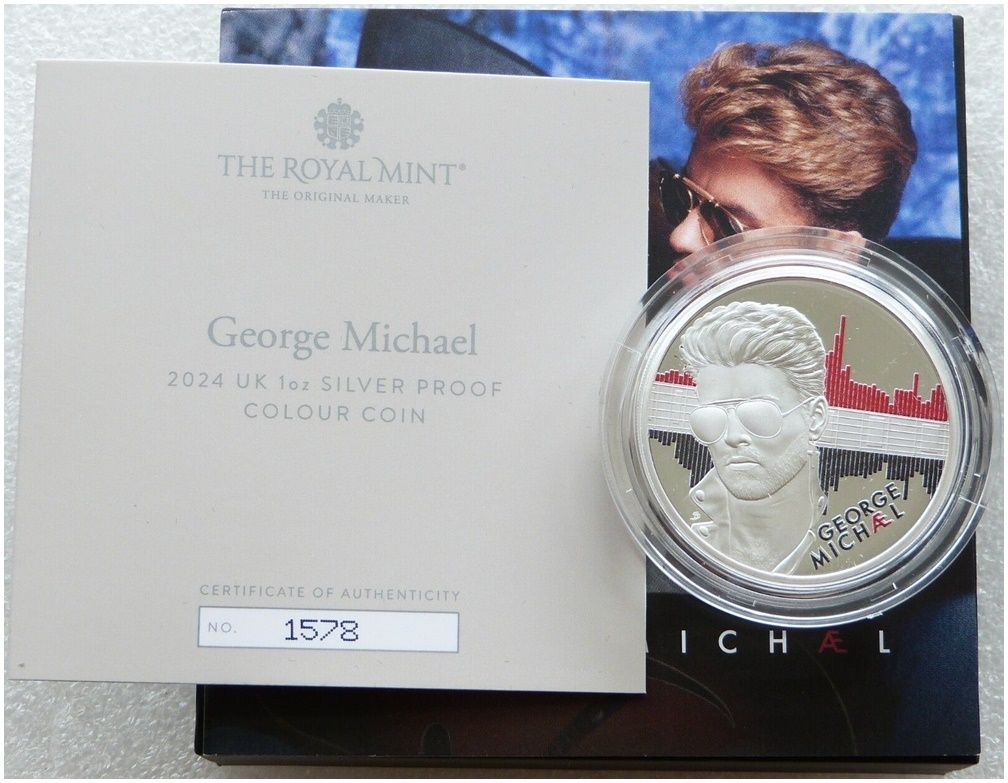 THE ROYAL MINT®
THE ORIGINAL MAKER
George Michael
2024 UK 1oz SILVER PROOF
COLOUR COIN
CERTIFICATE OF AUTHENTICITY
NO. 1578
GEORGE
MICHÆL
ICHÆL